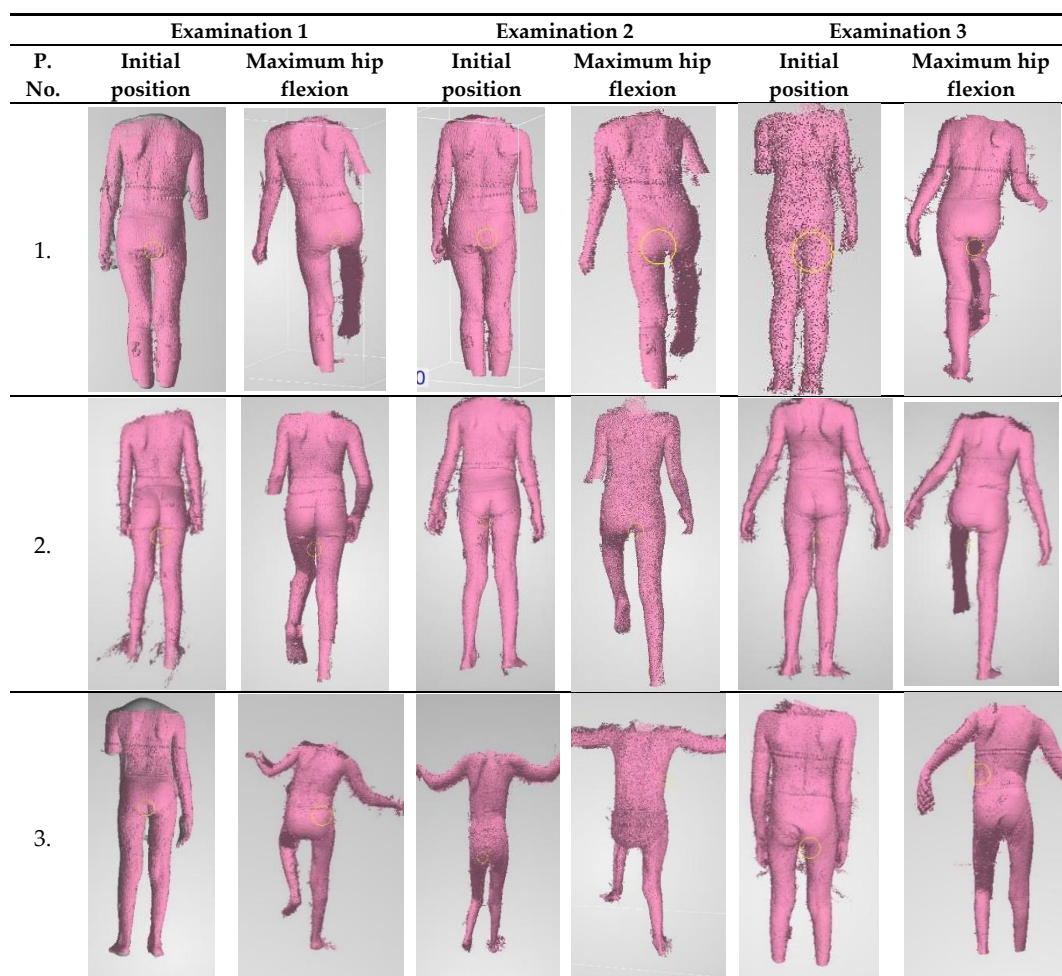 Examination 1 Examination 2 Examination 3
P. Initial Maximum hip Initial Maximum hip Initial Maximum hip
No. position flexion position flexion position flexion
1.
0
2.
3.